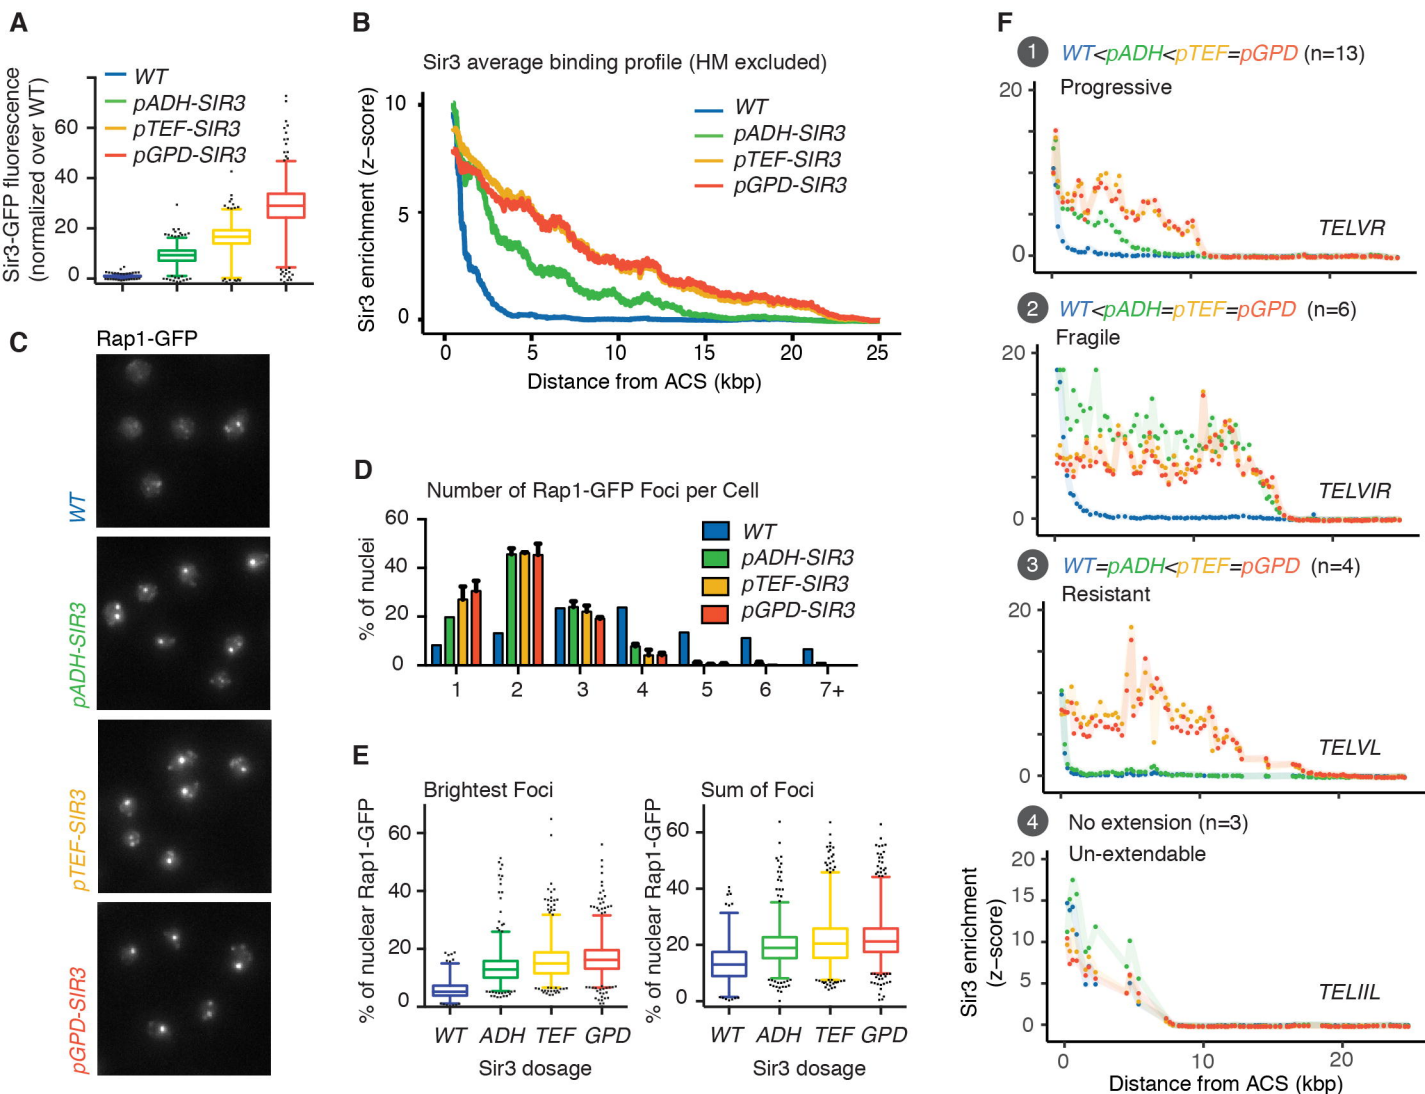 A
Sir3-GFP fluorescence
(normalized over WT)
60
40
20
0
WT
pADH-SIR3
pTEF-SIR3
pGPD-SIR3
B
Sir3 average binding profile (HM excluded)
Sir3 enrichment (z−score)
10
5
0
WT
pADH-SIR3
pTEF-SIR3
pGPD-SIR3
0 5 10 15 20 25
Distance from ACS (kbp)
C
Rap1-GFP
WT
pADH-SIR3
pTEF-SIR3
pGPD-SIR3
D
Number of Rap1-GFP Foci per Cell
% of nuclei
60
40
20
0
WT
pADH-SIR3
pTEF-SIR3
pGPD-SIR3
1 2 3 4 5 6 7+
E
Brightest Foci
% of nuclear Rap1-GFP
60
40
20
0
WT ADH TEF GPD
Sir3 dosage
Sum of Foci
% of nuclear Rap1-GFP
60
40
20
0
WT ADH TEF GPD
Sir3 dosage
F
1 WT<pADH<pTEF=pGPD (n=13)
Progressive
20
0
TELVR
2 WT<pADH=pTEF=pGPD (n=6)
Fragile
20
0
TELVIR
3 WT=pADH<pTEF=pGPD (n=4)
Resistant
20
0
TELVL
4 No extension (n=3)
Un-extendable
Sir3 enrichment
(z−score)
20
15
10
5
0
TELIIL
0 10 20
Distance from ACS (kbp)